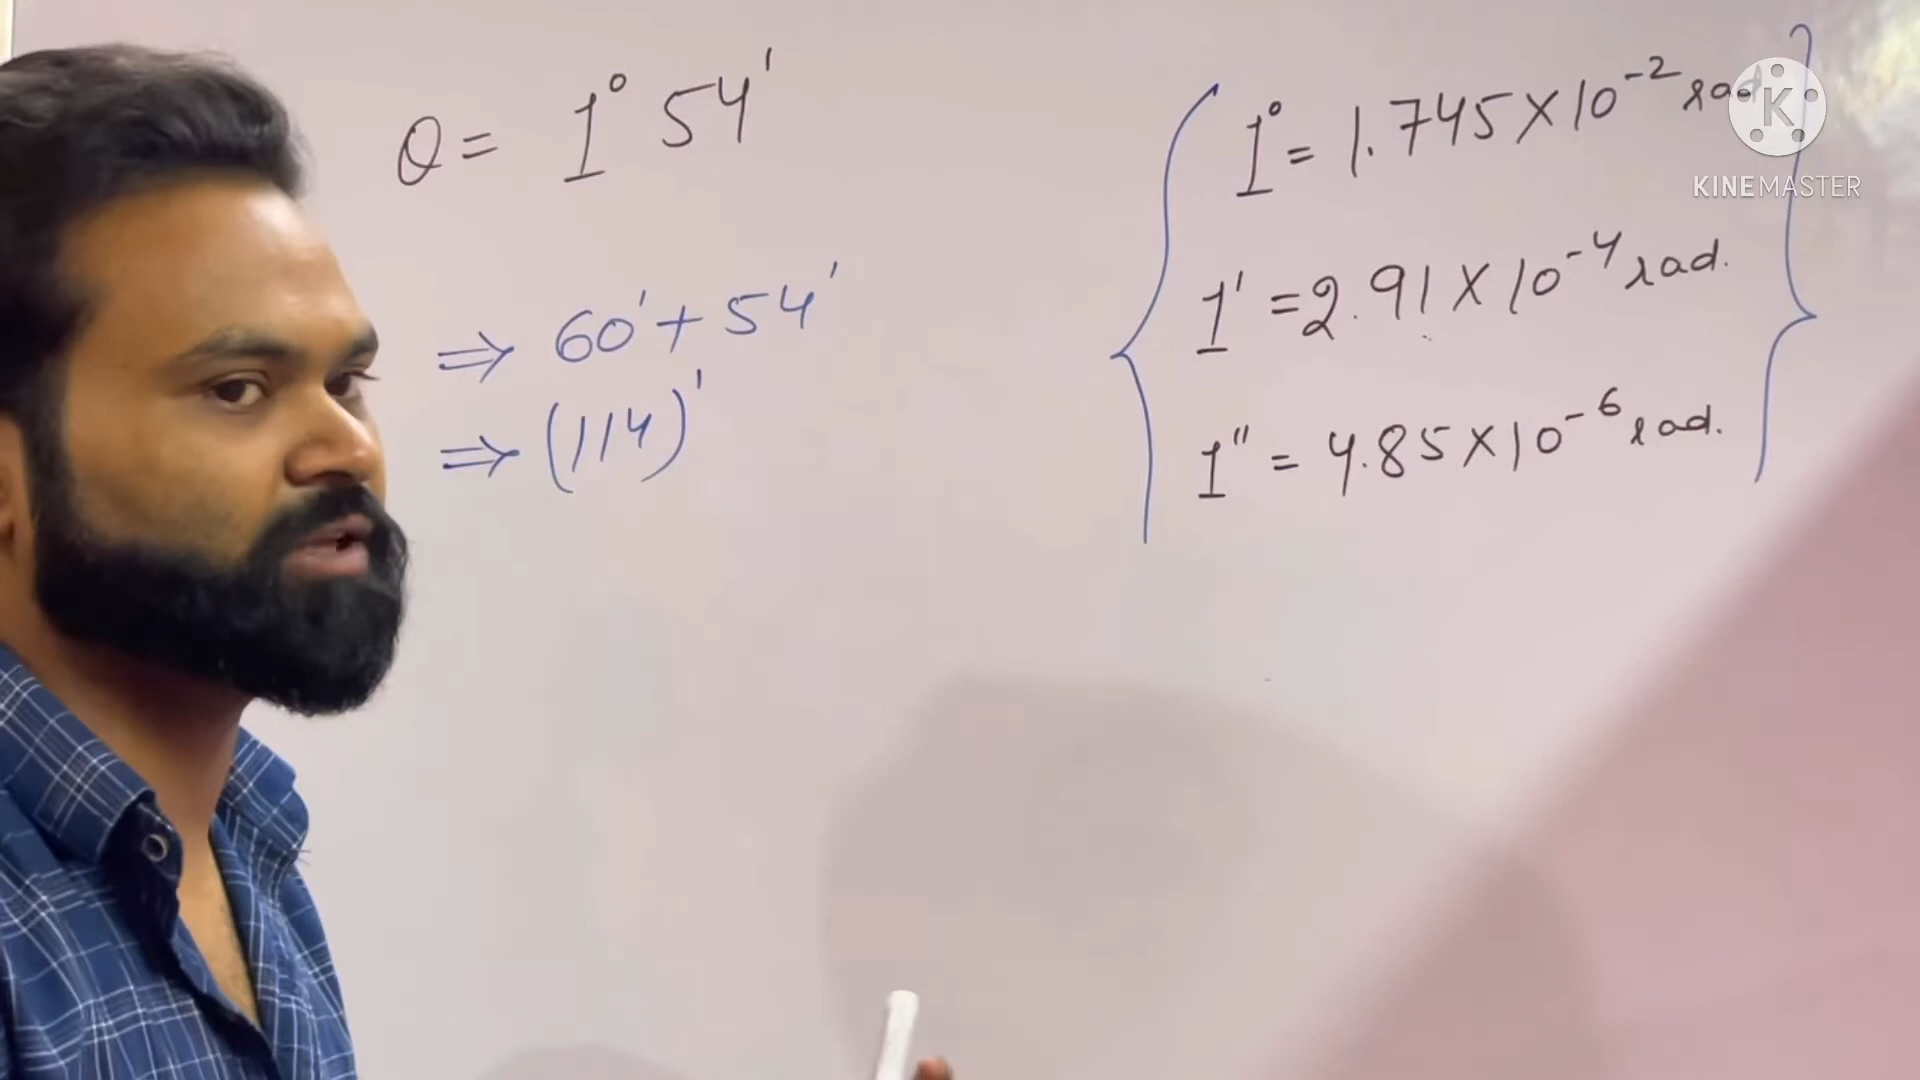 θ = 1° 54'
⇒ 60' + 54'
⇒ (114)'
1° = 1.745 × 10⁻² rad
1' = 2.91 × 10⁻⁴ rad.
1" = 4.85 × 10⁻⁶ rad.
K
KINEMASTER